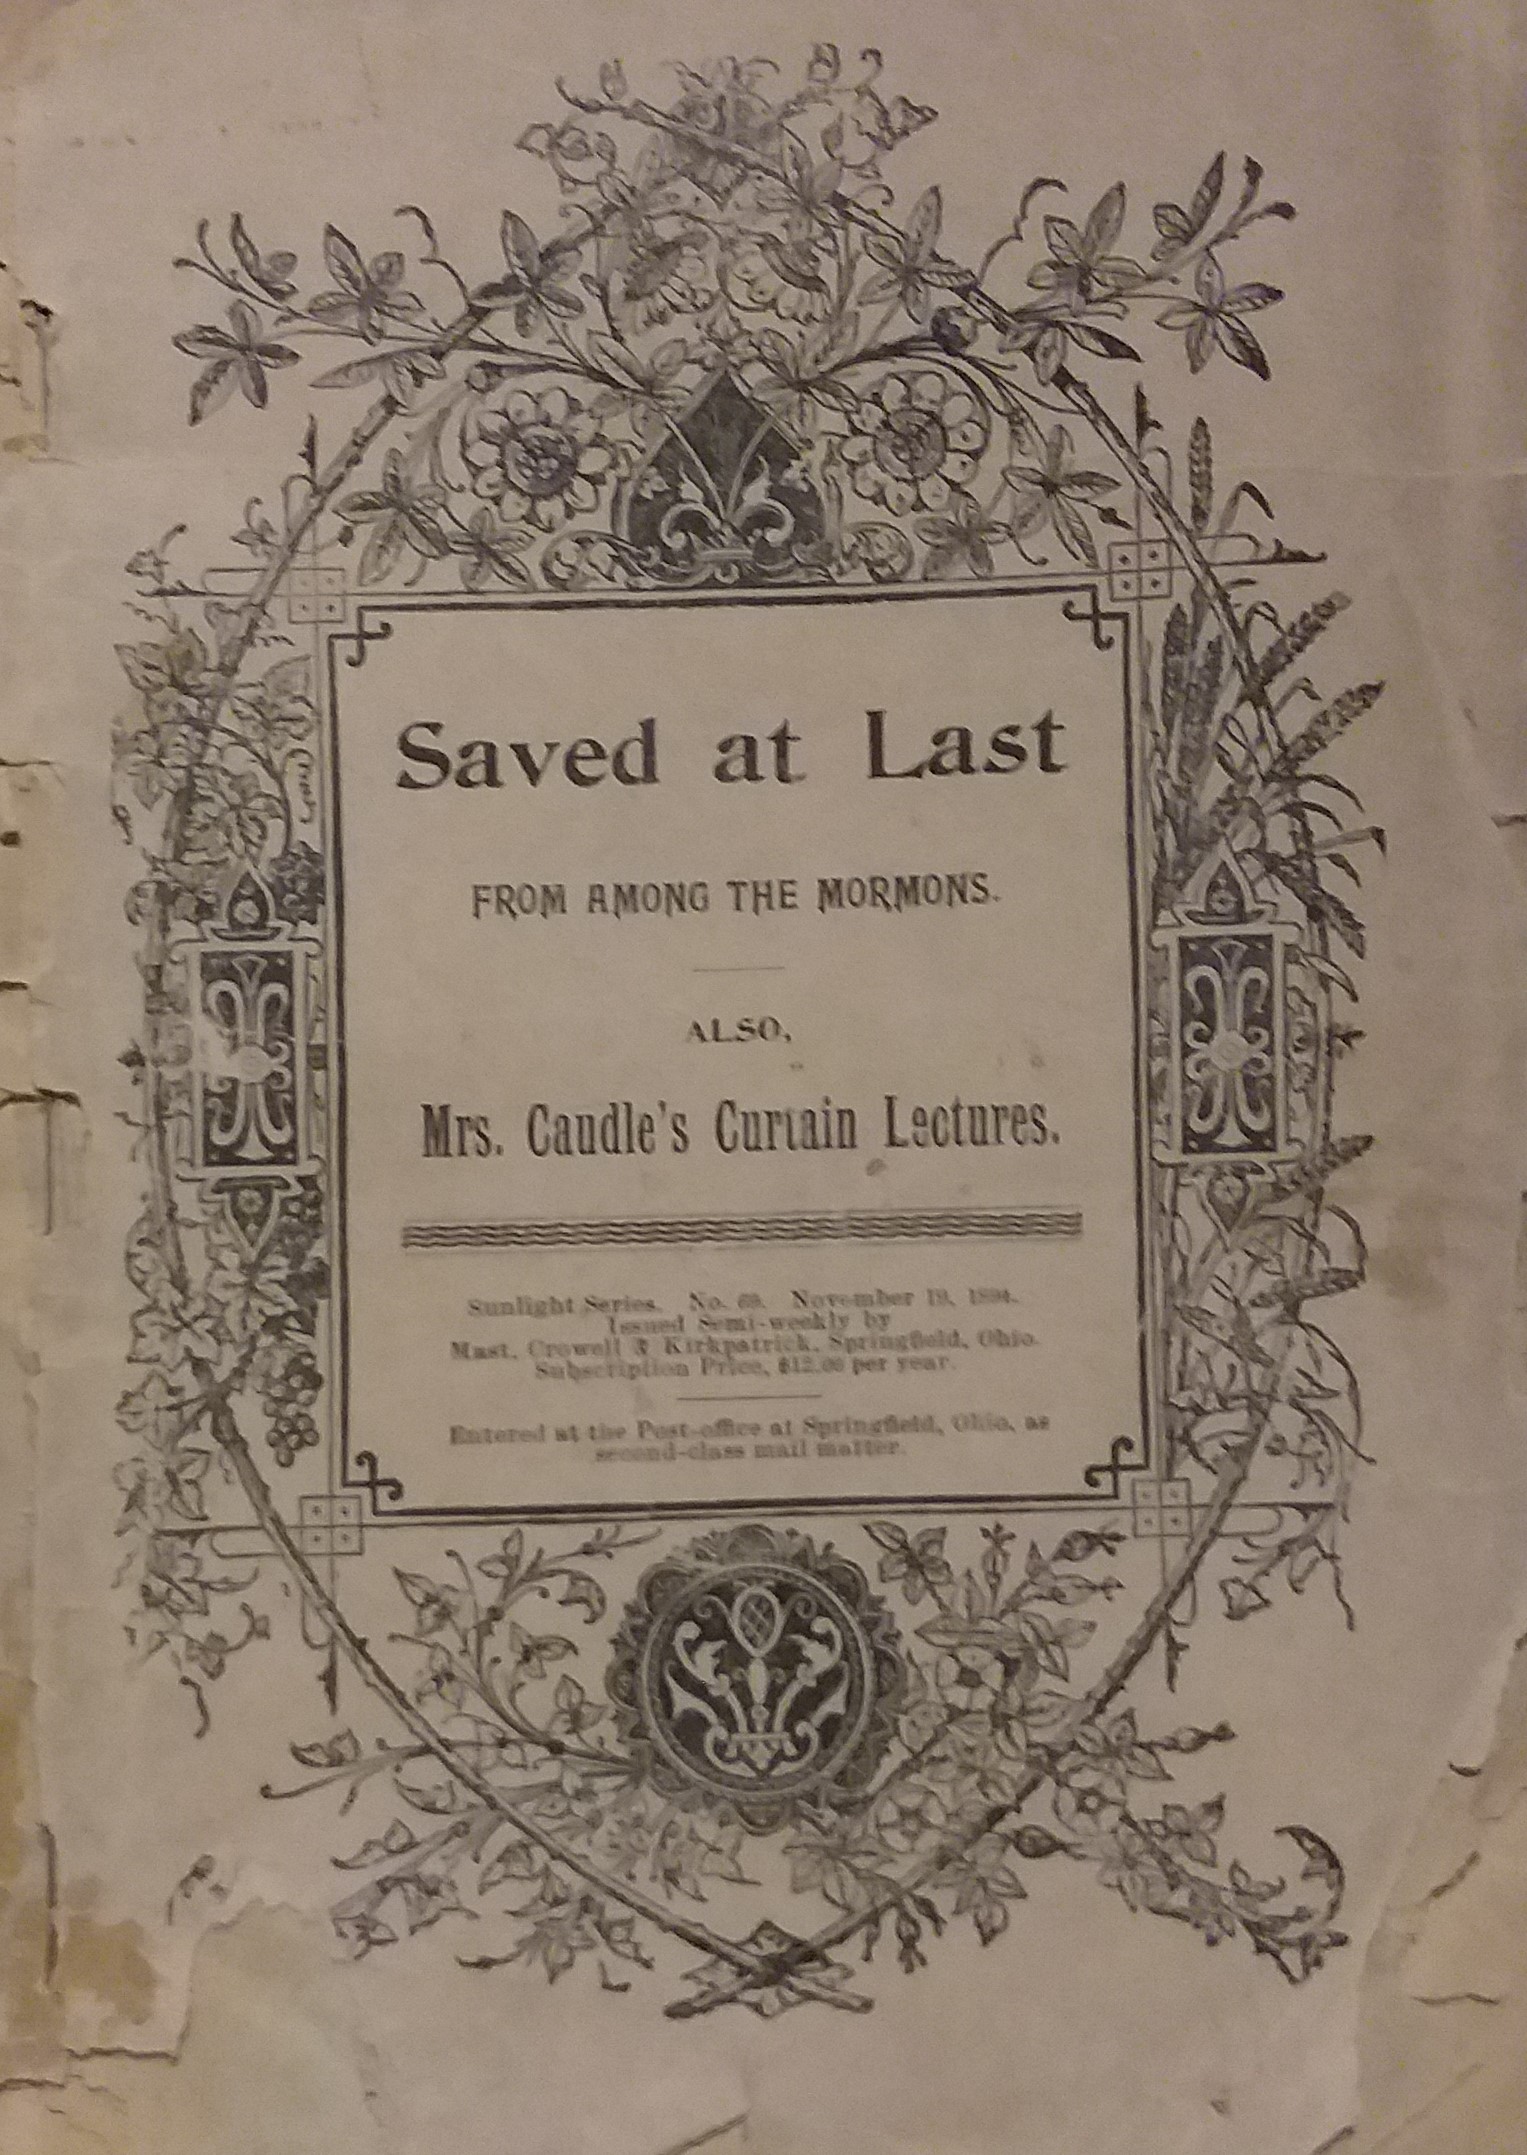 Saved at Last
FROM AMONG THE MORMONS.
ALSO,
Mrs. Caudle's Curtain Lectures.
Sunlight Series. No. 69. November 19, 1894.
Issued Semi-weekly by
Mast, Crowell & Kirkpatrick, Springfield, Ohio.
Subscription Price, $12.00 per year.
Entered at the Post-office at Springfield, Ohio, as
second-class mail matter.